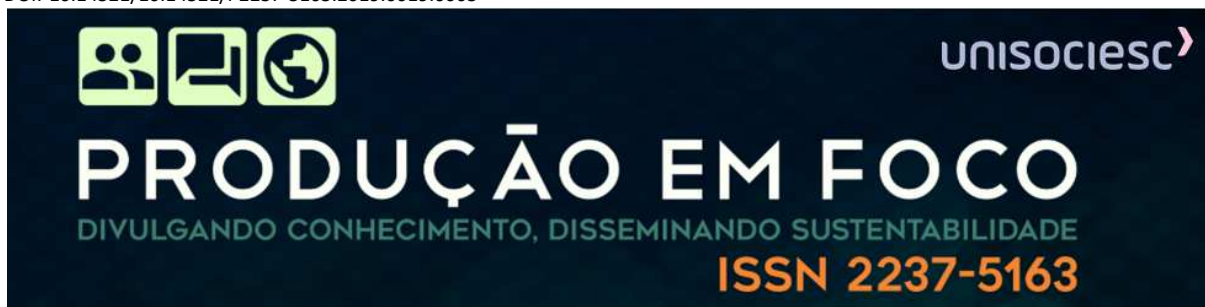 unisociesc
PRODUÇÃO EM FOCO
DIVULGANDO CONHECIMENTO, DISSEMINANDO SUSTENTABILIDADE
ISSN 2237-5163